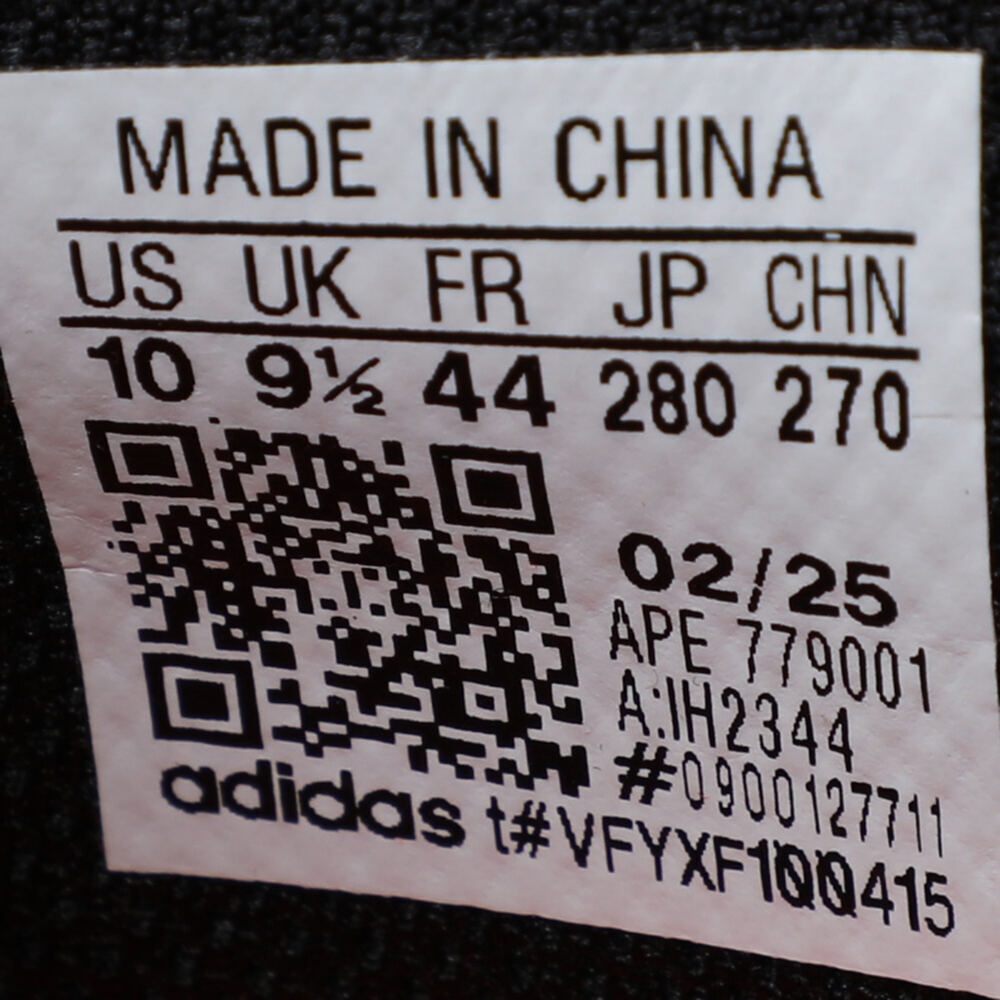 MADE IN CHINA
US UK FR JP CHN
10 9½ 44 280 270
02/25
APE 779001
A:IH2344
#0900127711
adidas t#VFYXF100415